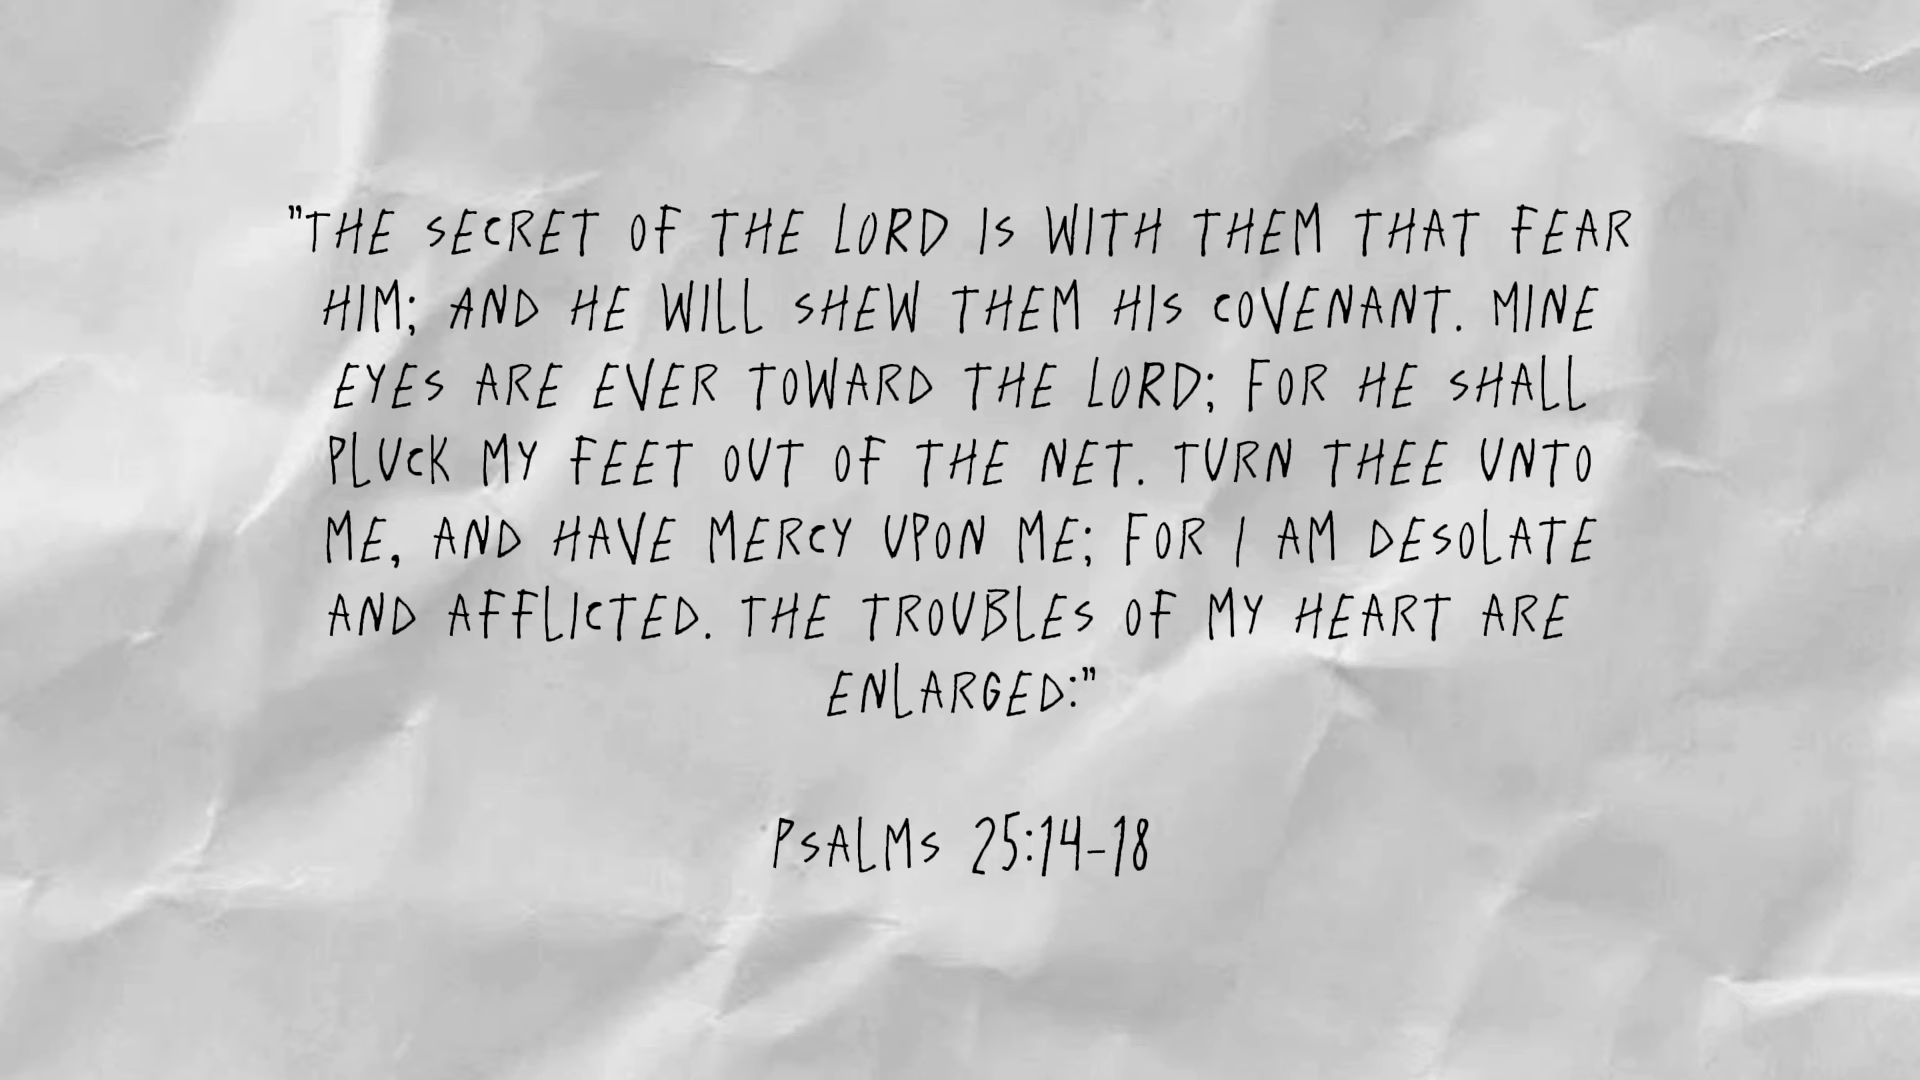 "THE SECRET OF THE LORD IS WITH THEM THAT FEAR
HIM; AND HE WILL SHEW THEM HIS COVENANT. MINE
EYES ARE EVER TOWARD THE LORD; FOR HE SHALL
PLUCK MY FEET OUT OF THE NET. TURN THEE UNTO
ME, AND HAVE MERCY UPON ME; FOR I AM DESOLATE
AND AFFLICTED. THE TROUBLES OF MY HEART ARE
ENLARGED:"
PSALMS 25:14-18